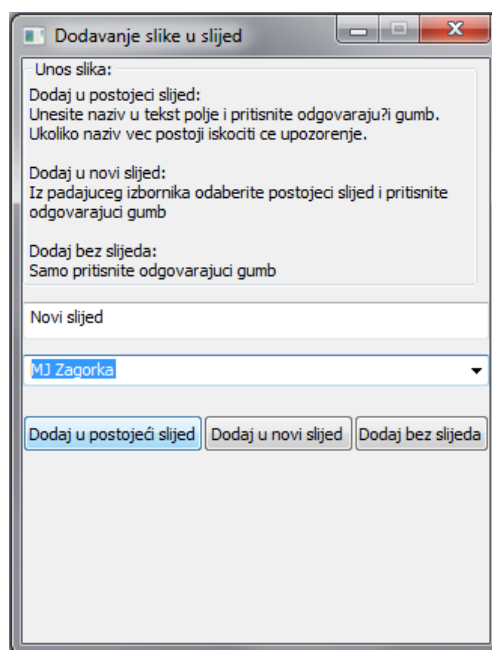 Dodavanje slike u slijed
Unos slika:
Dodaj u postojeci slijed:
Unesite naziv u tekst polje i pritisnite odgovaraju?i gumb.
Ukoliko naziv vec postoji iskociti ce upozorenje.
Dodaj u novi slijed:
Iz padajuceg izbornika odaberite postojeci slijed i pritisnite
odgovarajuci gumb
Dodaj bez slijeda:
Samo pritisnite odgovarajuci gumb
Novi slijed
MJ Zagorka
Dodaj u postojeći slijed Dodaj u novi slijed Dodaj bez slijeda